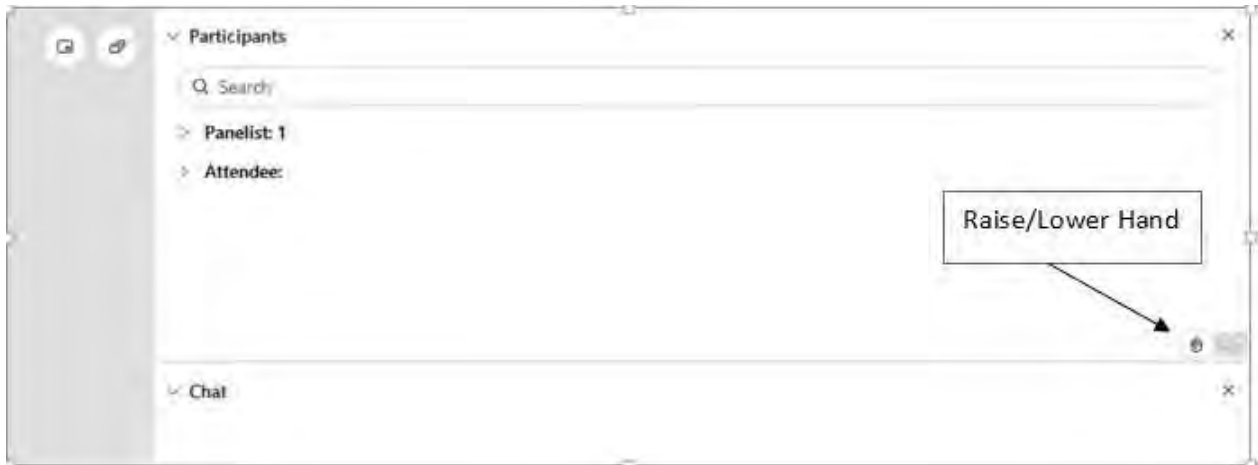 Participants
Search
Panelist: 1
Attendee:
Raise/Lower Hand
Chat